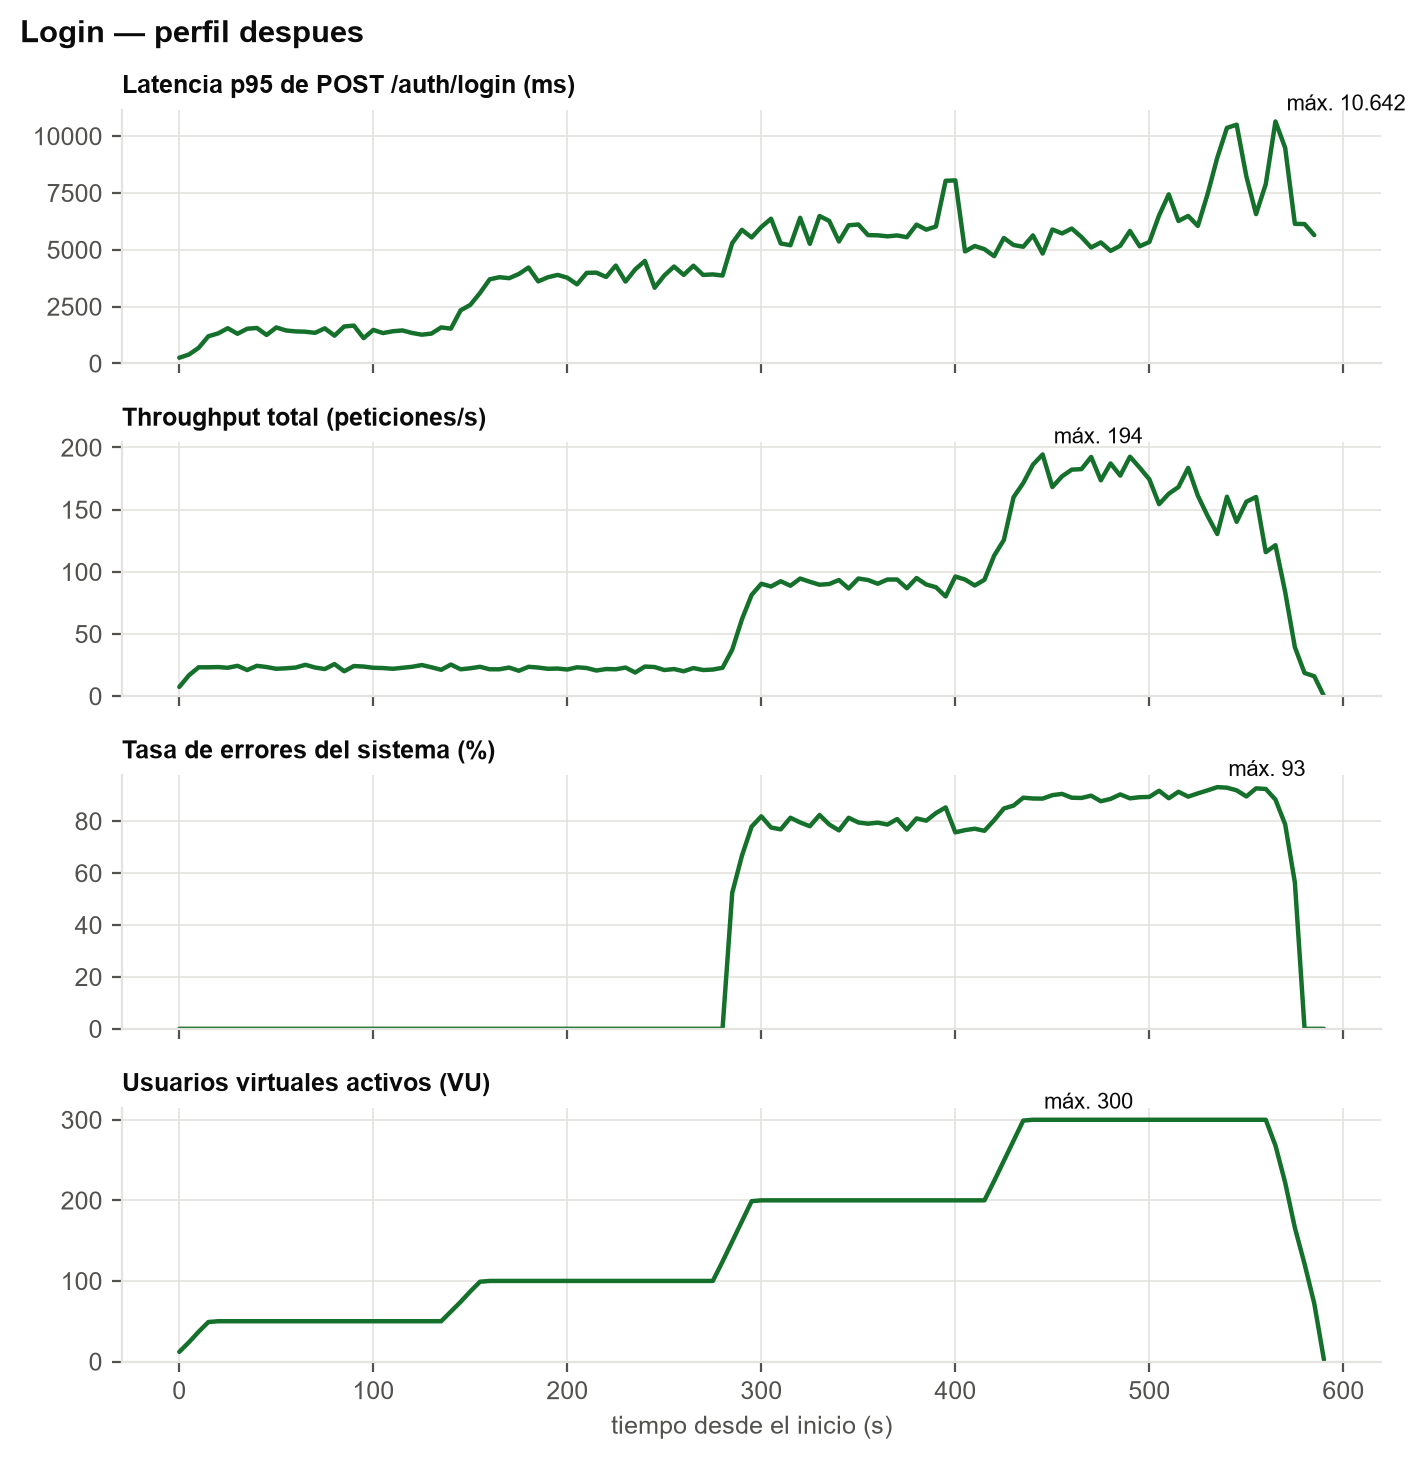 Login — perfil despues
Latencia p95 de POST /auth/login (ms)
máx. 10.642
10000
7500
5000
2500
0
Throughput total (peticiones/s)
máx. 194
200
150
100
50
0
Tasa de errores del sistema (%)
máx. 93
80
60
40
20
0
Usuarios virtuales activos (VU)
máx. 300
300
200
100
0
0 100 200 300 400 500 600
tiempo desde el inicio (s)